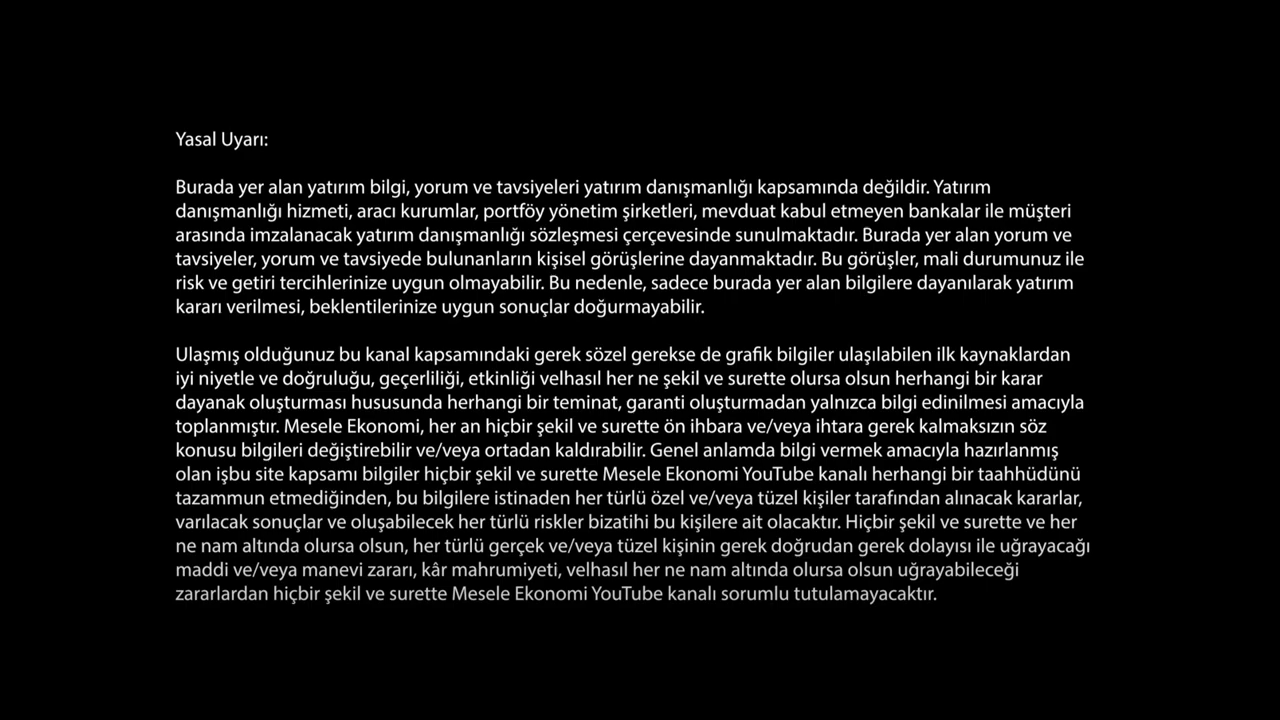 Yasal Uyarı:
Burada yer alan yatırım bilgi, yorum ve tavsiyeleri yatırım danışmanlığı kapsamında değildir. Yatırım
danışmanlığı hizmeti, aracı kurumlar, portföy yönetim şirketleri, mevduat kabul etmeyen bankalar ile müşteri
arasında imzalanacak yatırım danışmanlığı sözleşmesi çerçevesinde sunulmaktadır. Burada yer alan yorum ve
tavsiyeler, yorum ve tavsiyede bulunanların kişisel görüşlerine dayanmaktadır. Bu görüşler, mali durumunuz ile
risk ve getiri tercihlerinize uygun olmayabilir. Bu nedenle, sadece burada yer alan bilgilere dayanılarak yatırım
kararı verilmesi, beklentilerinize uygun sonuçlar doğurmayabilir.
Ulaşmış olduğunuz bu kanal kapsamındaki gerek sözel gerekse de grafik bilgiler ulaşılabilen ilk kaynaklardan
iyi niyetle ve doğruluğu, geçerliliği, etkinliği velhasıl her ne şekil ve surette olursa olsun herhangi bir karar
dayanak oluşturması hususunda herhangi bir teminat, garanti oluşturmadan yalnızca bilgi edinilmesi amacıyla
toplanmıştır. Mesele Ekonomi, her an hiçbir şekil ve surette ön ihbara ve/veya ihtara gerek kalmaksızın söz
konusu bilgileri değiştirebilir ve/veya ortadan kaldırabilir. Genel anlamda bilgi vermek amacıyla hazırlanmış
olan işbu site kapsamı bilgiler hiçbir şekil ve surette Mesele Ekonomi YouTube kanalı herhangi bir taahhüdünü
tazammun etmediğinden, bu bilgilere istinaden her türlü özel ve/veya tüzel kişiler tarafından alınacak kararlar,
varılacak sonuçlar ve oluşabilecek her türlü riskler bizatihi bu kişilere ait olacaktır. Hiçbir şekil ve surette ve her
ne nam altında olursa olsun, her türlü gerçek ve/veya tüzel kişinin gerek doğrudan gerek dolayısı ile uğrayacağı
maddi ve/veya manevi zararı, kâr mahrumiyeti, velhasıl her ne nam altında olursa olsun uğrayabileceği
zararlardan hiçbir şekil ve surette Mesele Ekonomi YouTube kanalı sorumlu tutulamayacaktır.